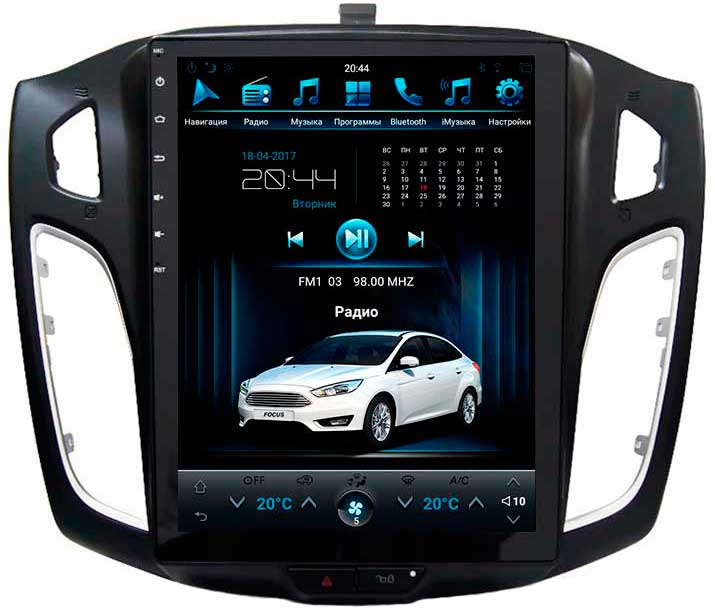 MIC
20:44
Навигация Радио Музыка Программы Bluetooth iМузыка Настройки
18-04-2017
20:44
Вторник
ВС ПН ВТ СР ЧТ ПТ СБ
26 27 28 29 30 31 1
2 3 4 5 6 7 8
9 10 11 12 13 14 15
16 17 18 19 20 21 22
23 24 25 26 27 28 29
30 1 2 3 4 5 6
FM1 03 98.00 MHZ
Радио
FOCUS
RST
OFF A/C
20°C 20°C 10
5